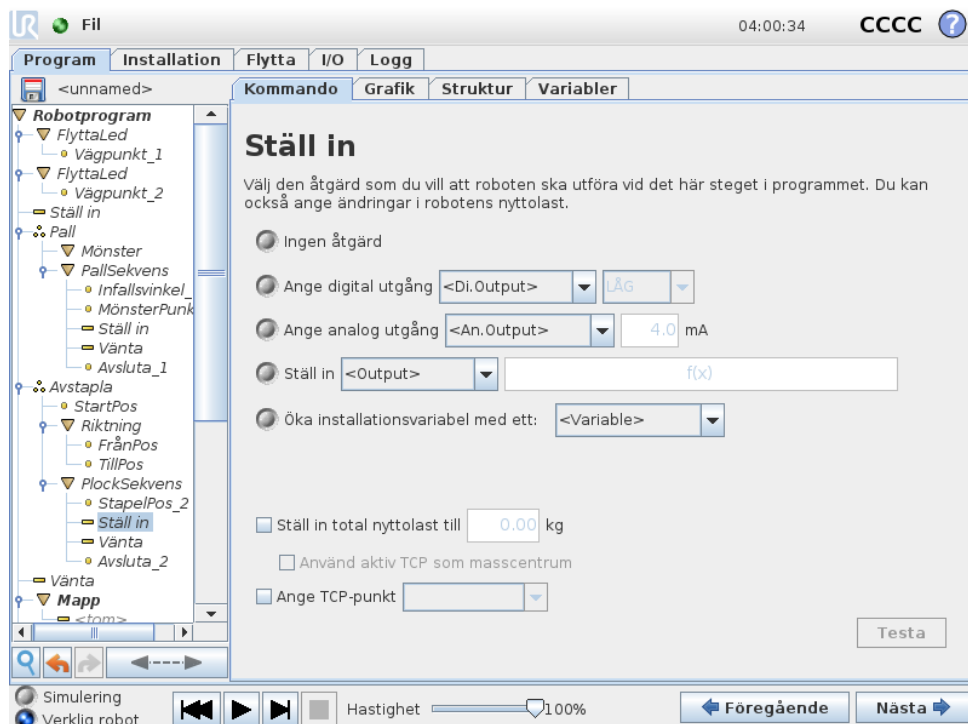 UR Fil 04:00:34 CCCC ?
Program Installation Flytta I/O Logg
<unnamed> Kommando Grafik Struktur Variabler
Robotprogram
FlyttaLed
Vägpunkt_1
FlyttaLed
Vägpunkt_2
Ställ in
Pall
Mönster
PallSekvens
Infallsvinkel_
MönsterPunk
Ställ in
Vänta
Avsluta_1
Avstapla
StartPos
Riktning
FrånPos
TillPos
PlockSekvens
StapelPos_2
Ställ in
Vänta
Avsluta_2
Vänta
Mapp
<tom>
Ställ in
Välj den åtgärd som du vill att roboten ska utföra vid det här steget i programmet. Du kan
också ange ändringar i robotens nyttolast.
Ingen åtgärd
Ange digital utgång <Di.Output> LÅG
Ange analog utgång <An.Output> 4.0 mA
Ställ in <Output> f(x)
Öka installationsvariabel med ett: <Variable>
Ställ in total nyttolast till 0.00 kg
Använd aktiv TCP som masscentrum
Ange TCP-punkt
Testa
Simulering
Verklig robot
Hastighet 100%
Föregående Nästa